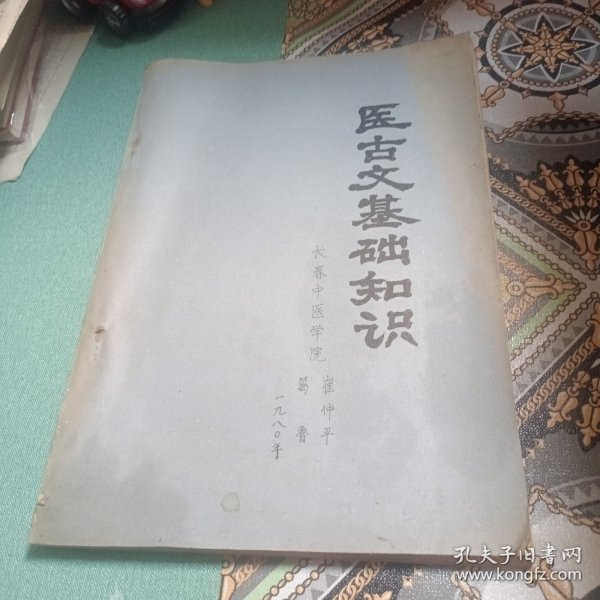 医古文基础知识
长春中医学院
崔仲平
葛鲁
一九八〇年
孔夫子旧书网
www.kongfz.com